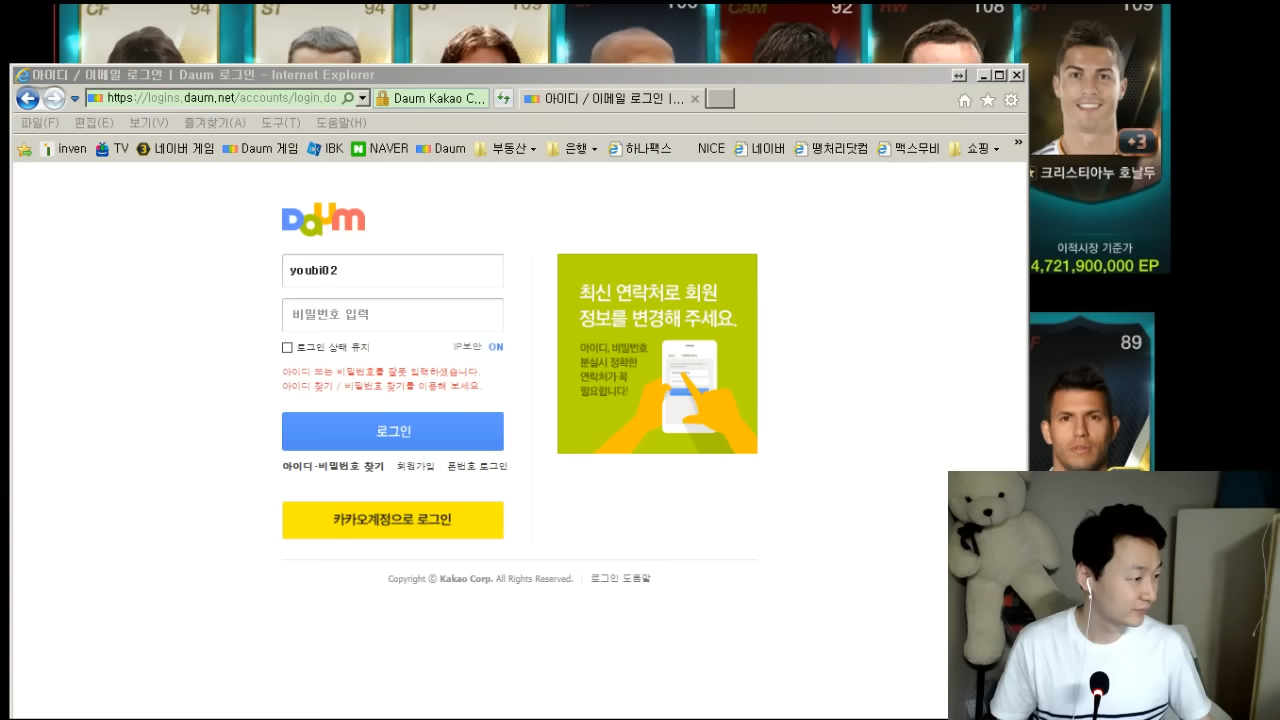 CF 94
ST 94
ST 109
CAM 92
RW 108
ST 109
아이디 / 이메일 로그인 | Daum 로그인 - Internet Explorer
https://logins.daum.net/accounts/login.do
Daum Kakao C...
아이디 / 이메일 로그인 |...
파일(F) 편집(E) 보기(V) 즐겨찾기(A) 도구(T) 도움말(H)
inven TV 네이버 게임 Daum 게임 IBK NAVER Daum 부동산 은행 하나팩스 NICE 네이버 땡처리닷컴 맥스무비 쇼핑 »
+3
크리스티아누 호날두
이적시장 기준가
4,721,900,000 EP
89
Daum
youbi02
비밀번호 입력
로그인 상태 유지 IP보안 ON
아이디 또는 비밀번호를 잘못 입력하셨습니다.
아이디 찾기 / 비밀번호 찾기를 이용해 보세요.
로그인
아이디·비밀번호 찾기 회원가입 폰번호 로그인
카카오계정으로 로그인
최신 연락처로 회원
정보를 변경해 주세요.
아이디, 비밀번호
분실시 정확한
연락처가 꼭
필요합니다!
Copyright © Kakao Corp. All Rights Reserved. | 로그인 도움말